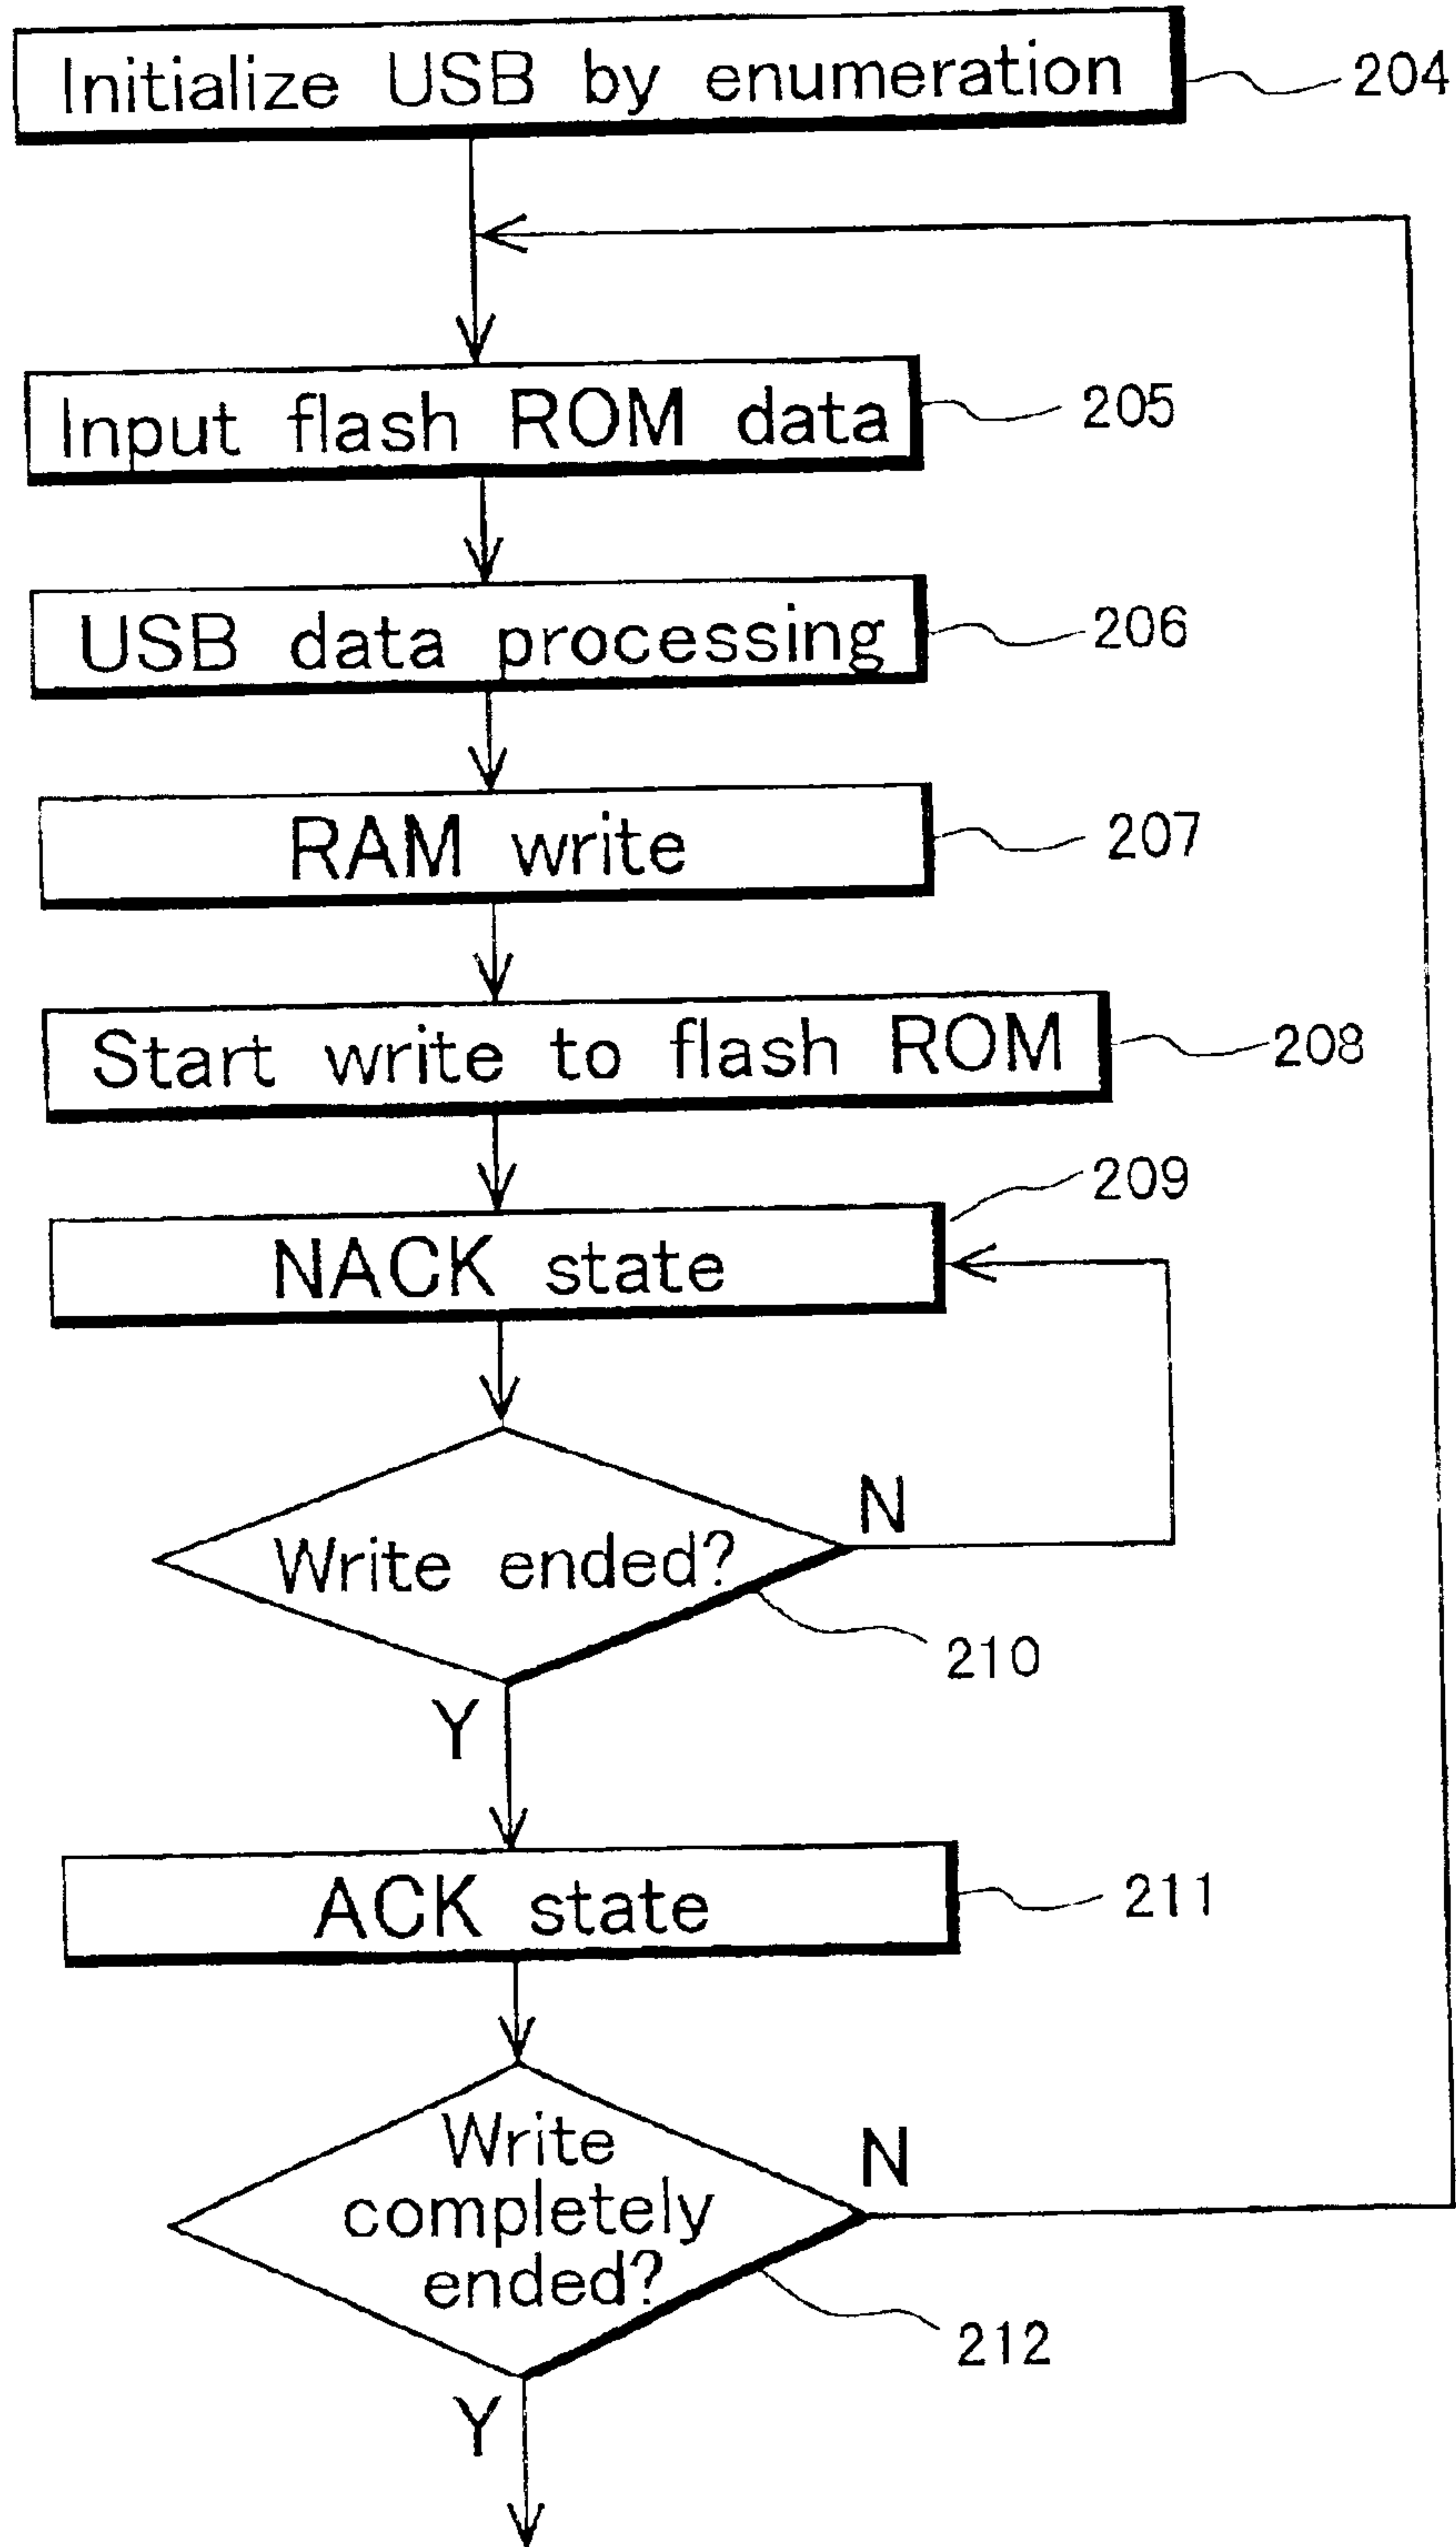 Initialize USB by enumeration
204
Input flash ROM data
205
USB data processing
206
RAM write
207
Start write to flash ROM
208
209
NACK state
N
Write ended?
210
Y
ACK state
211
Write
N
completely
ended?
212
Y